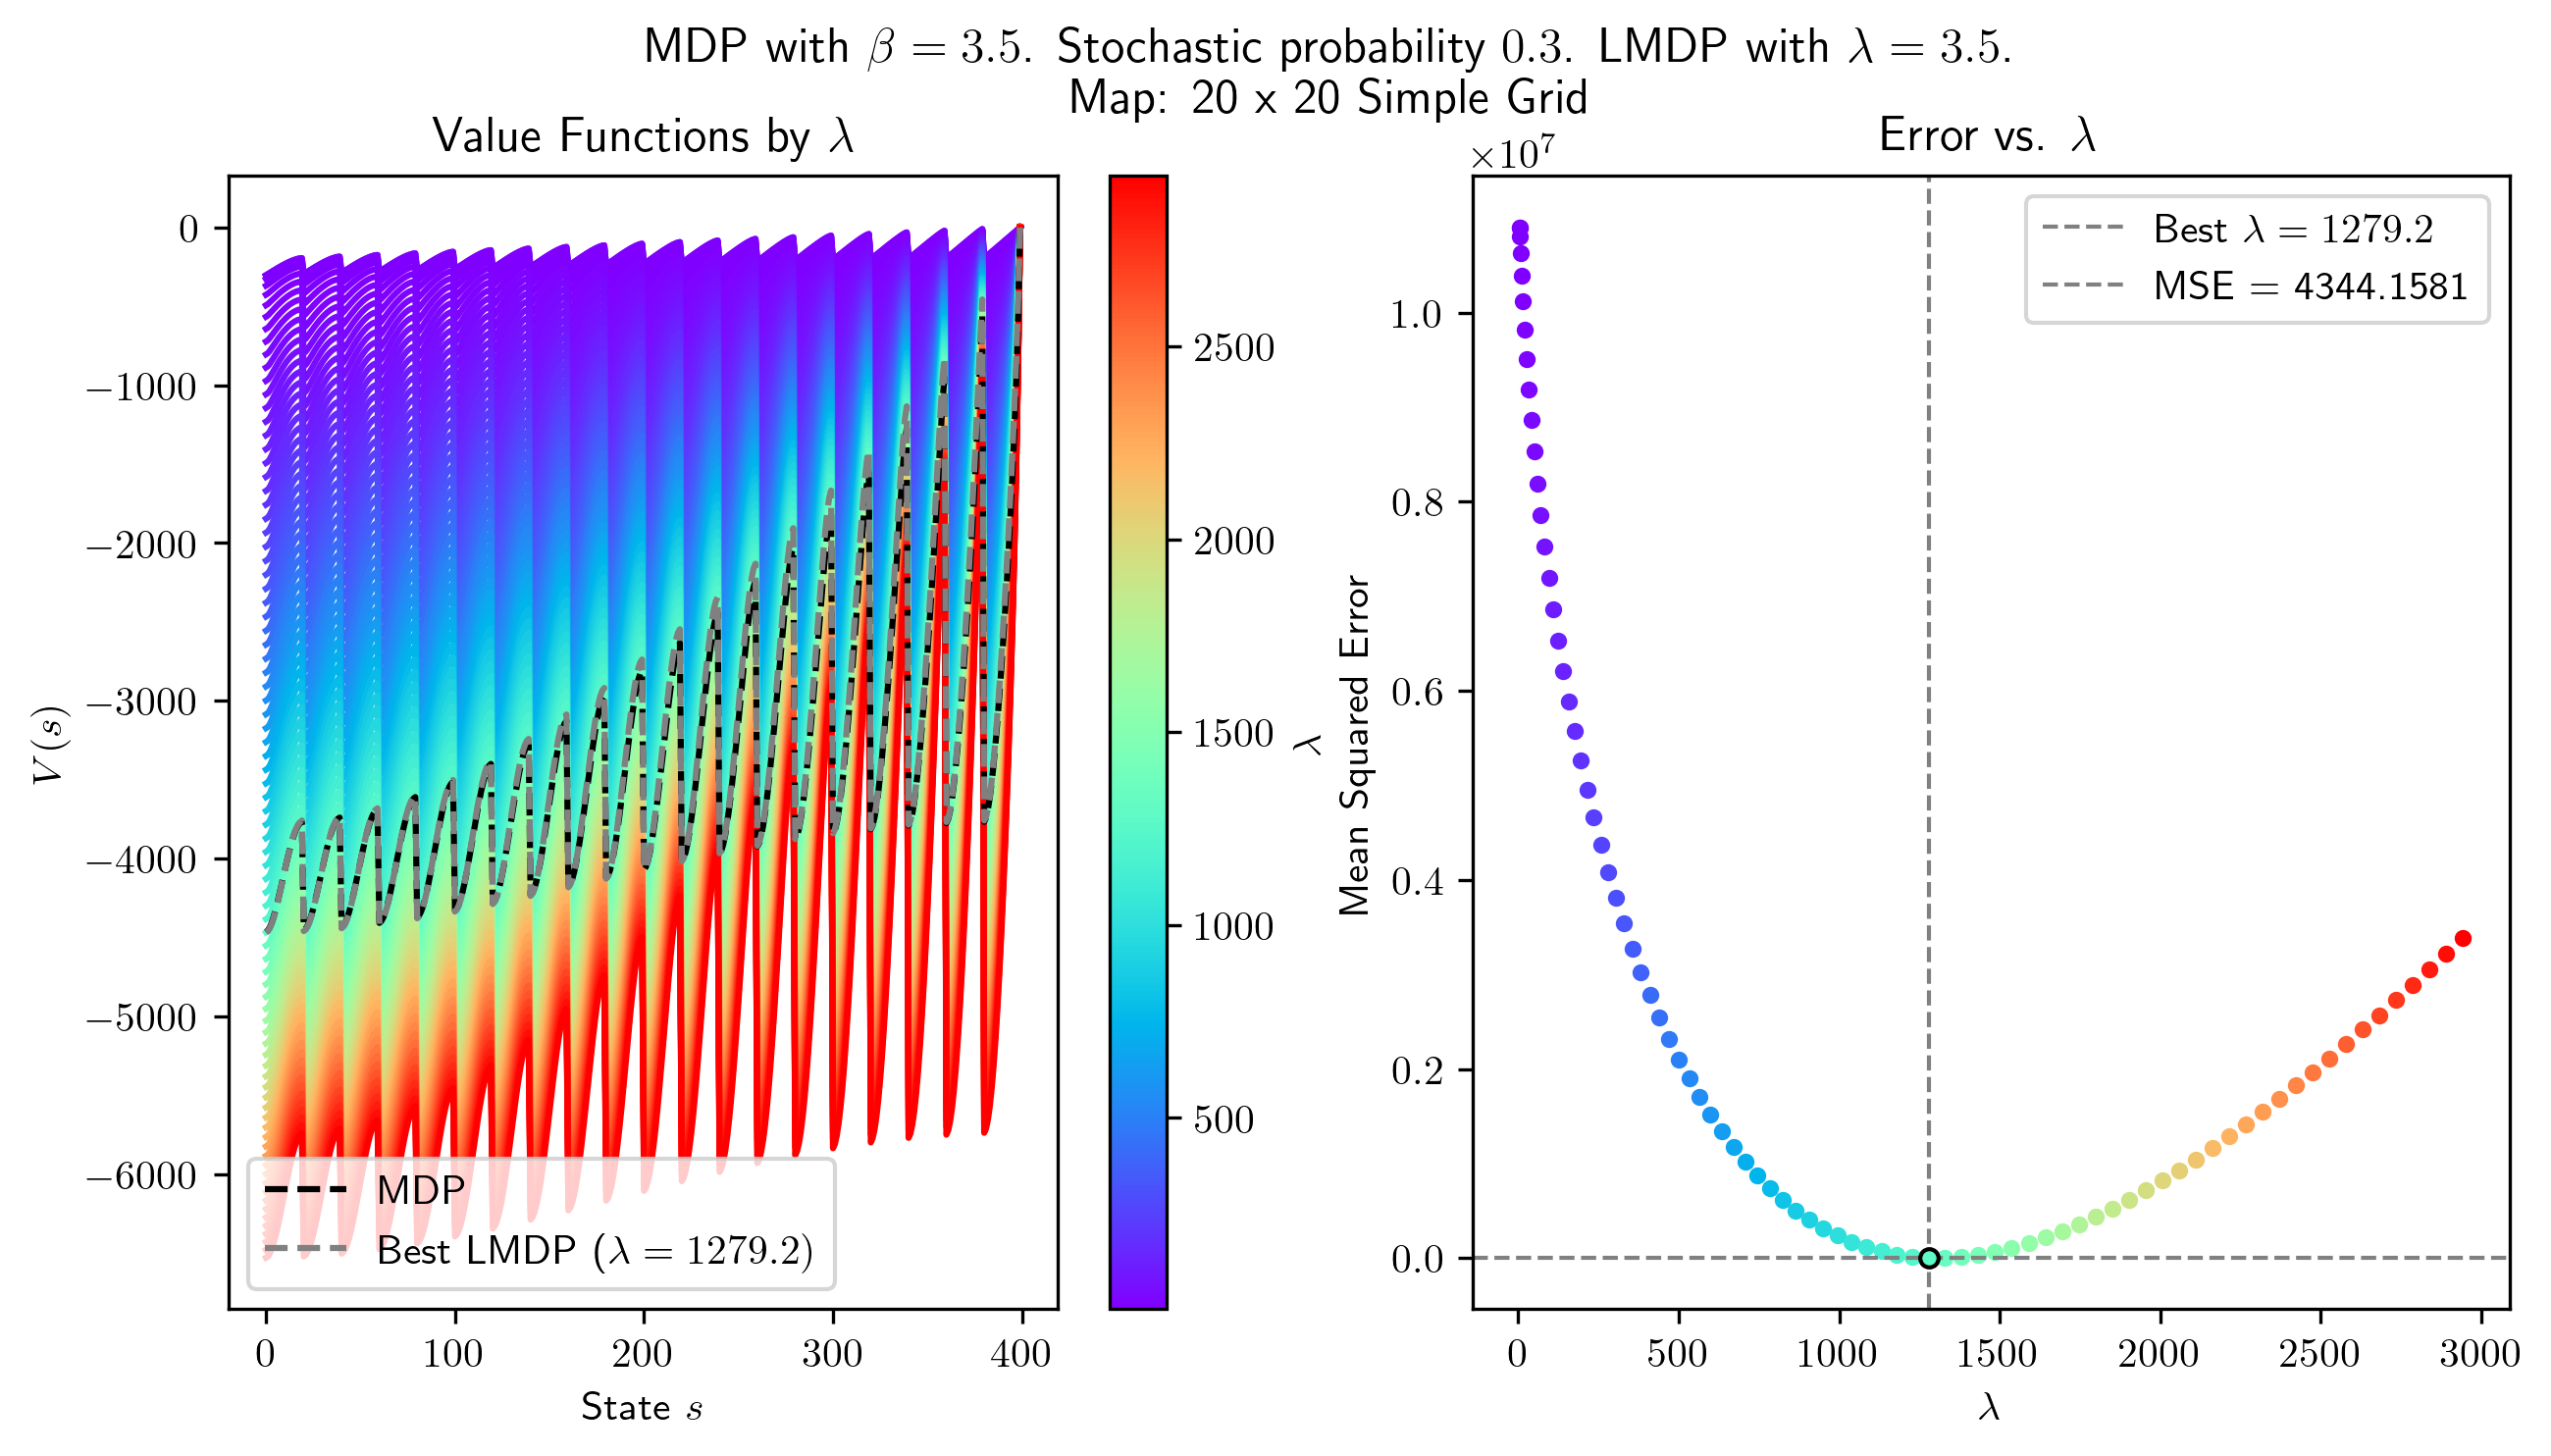 MDP with β = 3.5. Stochastic probability 0.3. LMDP with λ = 3.5.
Map: 20 x 20 Simple Grid
Value Functions by λ
0
−1000
−2000
−3000
−4000
−5000
−6000
V(s)
MDP
Best LMDP (λ = 1279.2)
0
100
200
300
400
State s
2500
2000
1500
1000
500
λ
Error vs. λ
×10⁷
1.0
0.8
0.6
0.4
0.2
0.0
Mean Squared Error
Best λ = 1279.2
MSE = 4344.1581
0
500
1000
1500
2000
2500
3000
λ